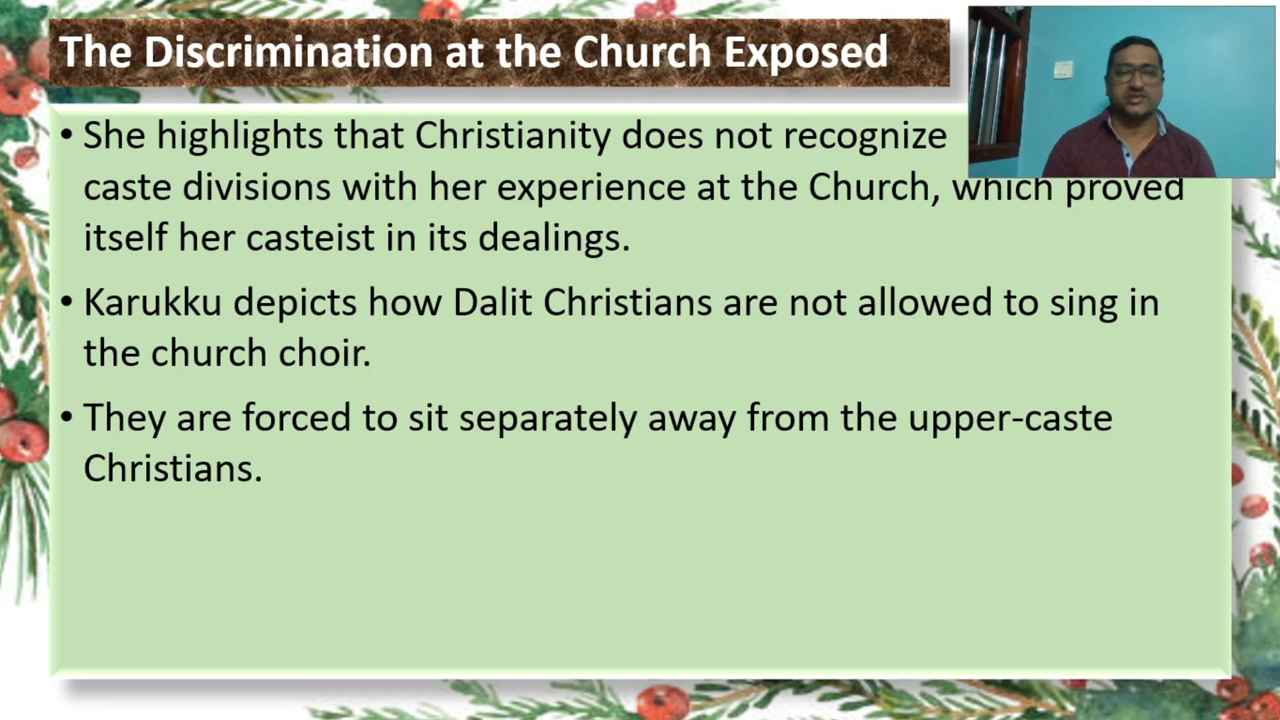 The Discrimination at the Church Exposed
• She highlights that Christianity does not recognize
caste divisions with her experience at the Church, which proved
itself her casteist in its dealings.
• Karukku depicts how Dalit Christians are not allowed to sing in
the church choir.
• They are forced to sit separately away from the upper-caste
Christians.